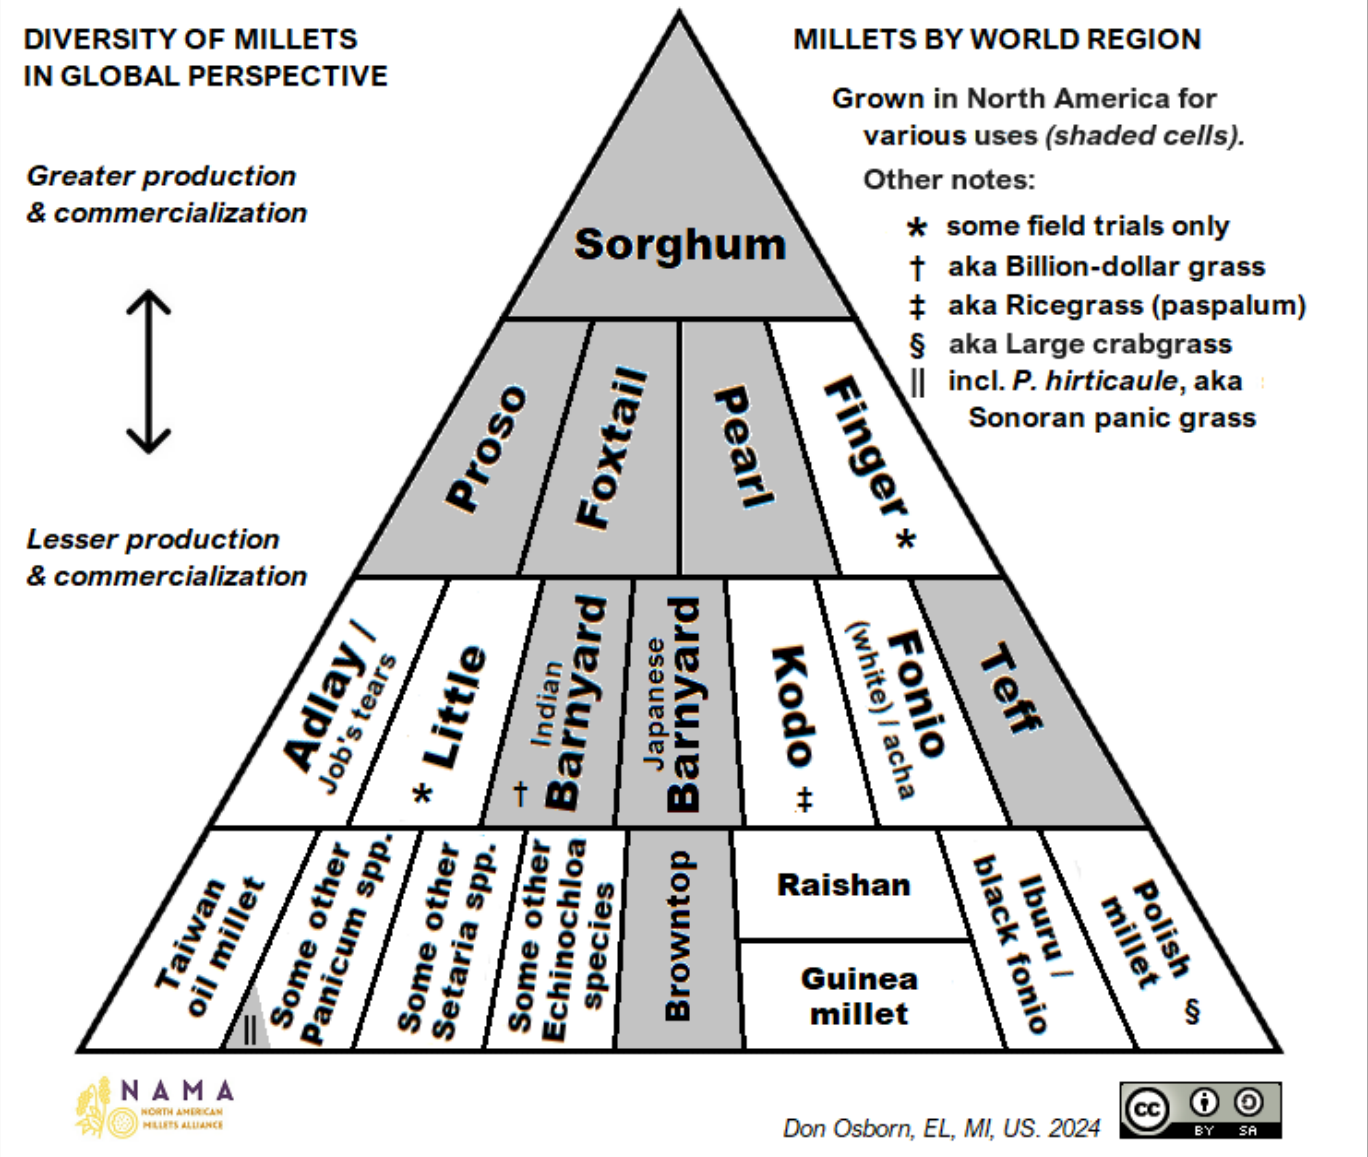 DIVERSITY OF MILLETS
IN GLOBAL PERSPECTIVE
Greater production
& commercialization
Lesser production
& commercialization
MILLETS BY WORLD REGION
Grown in North America for
various uses (shaded cells).
Other notes:
* some field trials only
† aka Billion-dollar grass
‡ aka Ricegrass (paspalum)
§ aka Large crabgrass
|| incl. P. hirticaule, aka
Sonoran panic grass
Sorghum
Proso
Foxtail
Pearl
Finger *
Adlay /
Job's tears
* Little
Indian
† Barnyard
Japanese
Barnyard
Kodo ‡
Fonio
(white) / acha
Teff
Taiwan
oil millet
||
Some other
Panicum spp.
Some other
Setaria spp.
Some other
Echinochloa
species
Browntop
Raishan
Guinea
millet
Iburu /
black fonio
Polish
millet
§
NAMA
NORTH AMERICAN
MILLETS ALLIANCE
Don Osborn, EL, MI, US. 2024
cc
BY SA